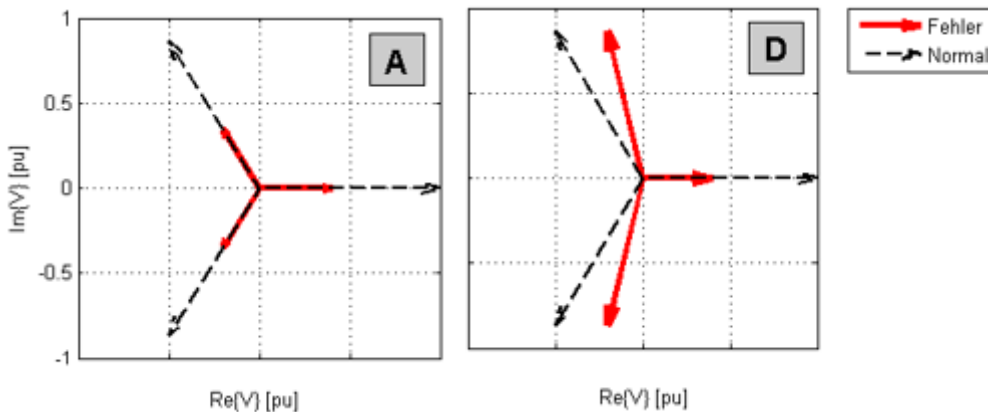 1
0.5
0
-0.5
-1
Im{V} [pu]
A
Re{V} [pu]
D
Re{V} [pu]
Fehler
Normal